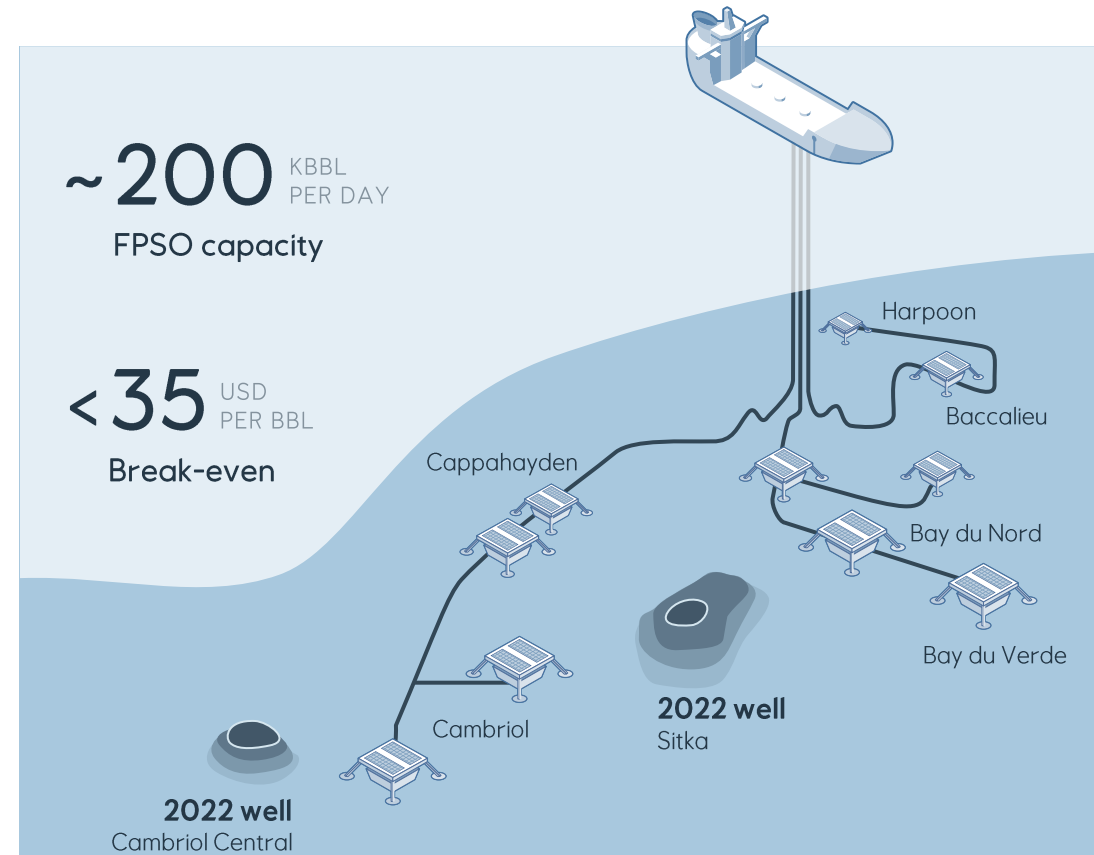 ~200 KBBL
PER DAY
FPSO capacity
<35 USD
PER BBL
Break-even
Harpoon
Baccalieu
Cappahayden
Bay du Nord
Bay du Verde
Cambriol
2022 well
Sitka
2022 well
Cambriol Central